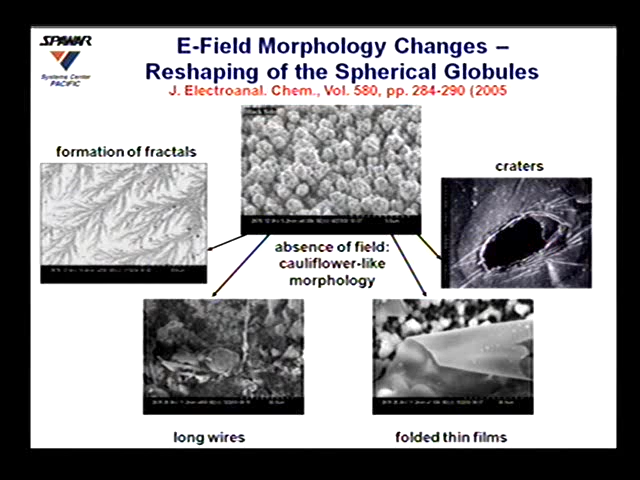 SPAWAR
Systems Center
PACIFIC
E-Field Morphology Changes –
Reshaping of the Spherical Globules
J. Electroanal. Chem., Vol. 580, pp. 284-290 (2005
formation of fractals
craters
absence of field:
cauliflower-like
morphology
long wires
folded thin films